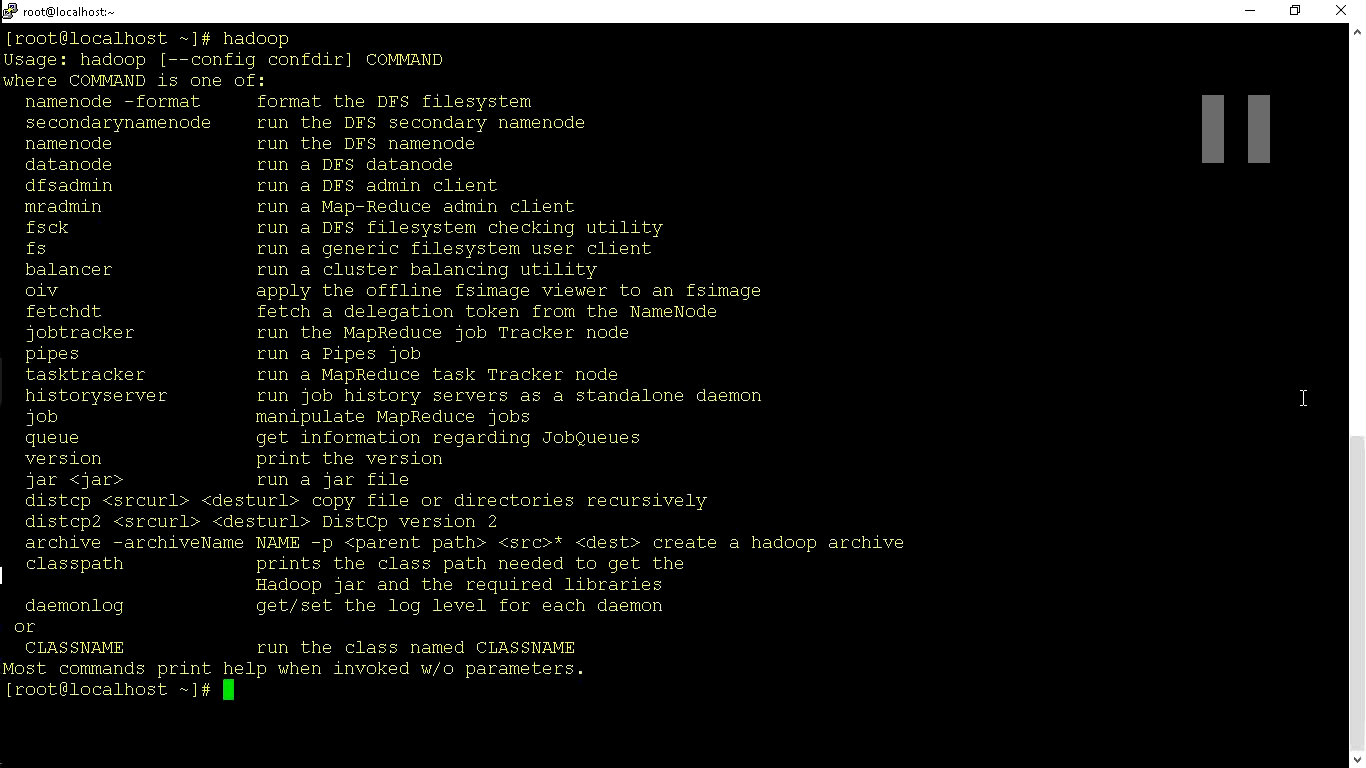 root@localhost:~
[root@localhost ~]# hadoop
Usage: hadoop [--config confdir] COMMAND
where COMMAND is one of:
  namenode -format     format the DFS filesystem
  secondarynamenode    run the DFS secondary namenode
  namenode             run the DFS namenode
  datanode             run a DFS datanode
  dfsadmin             run a DFS admin client
  mradmin              run a Map-Reduce admin client
  fsck                 run a DFS filesystem checking utility
  fs                   run a generic filesystem user client
  balancer             run a cluster balancing utility
  oiv                  apply the offline fsimage viewer to an fsimage
  fetchdt              fetch a delegation token from the NameNode
  jobtracker           run the MapReduce job Tracker node
  pipes                run a Pipes job
  tasktracker          run a MapReduce task Tracker node
  historyserver        run job history servers as a standalone daemon
  job                  manipulate MapReduce jobs
  queue                get information regarding JobQueues
  version              print the version
  jar <jar>            run a jar file
  distcp <srcurl> <desturl> copy file or directories recursively
  distcp2 <srcurl> <desturl> DistCp version 2
  archive -archiveName NAME -p <parent path> <src>* <dest> create a hadoop archive
  classpath            prints the class path needed to get the
                       Hadoop jar and the required libraries
  daemonlog            get/set the log level for each daemon
 or
  CLASSNAME            run the class named CLASSNAME
Most commands print help when invoked w/o parameters.
[root@localhost ~]#